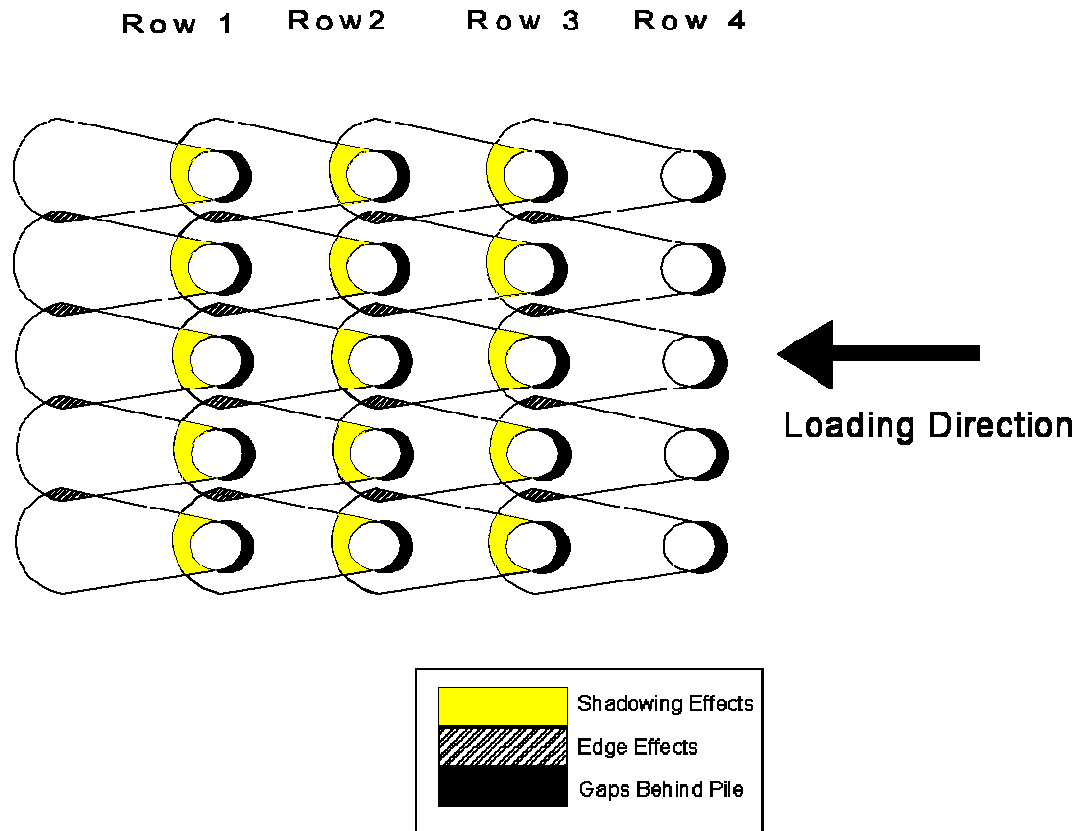 Row 1 Row2 Row 3 Row 4
Loading Direction
Shadowing Effects
Edge Effects
Gaps Behind Pile